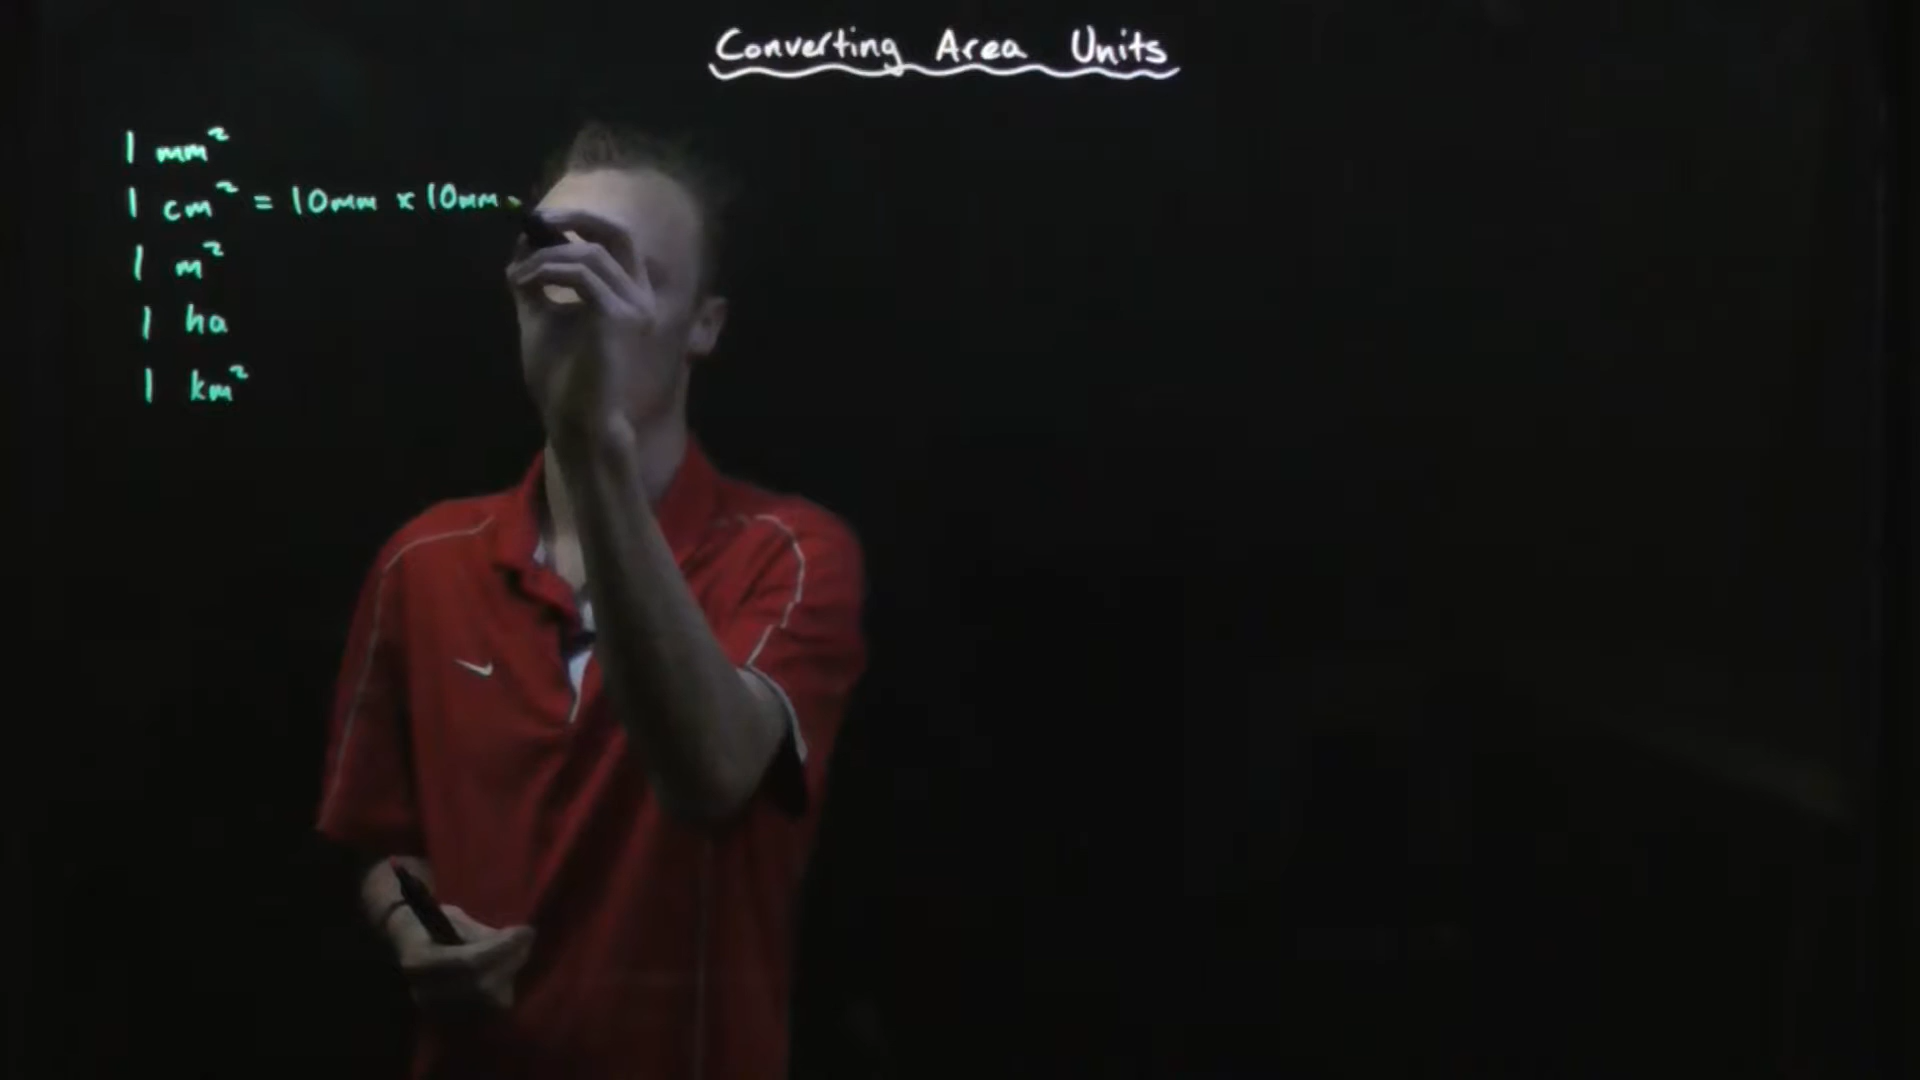 Converting Area Units
1 mm²
1 cm² = 10mm x 10mm
1 m²
1 ha
1 km²